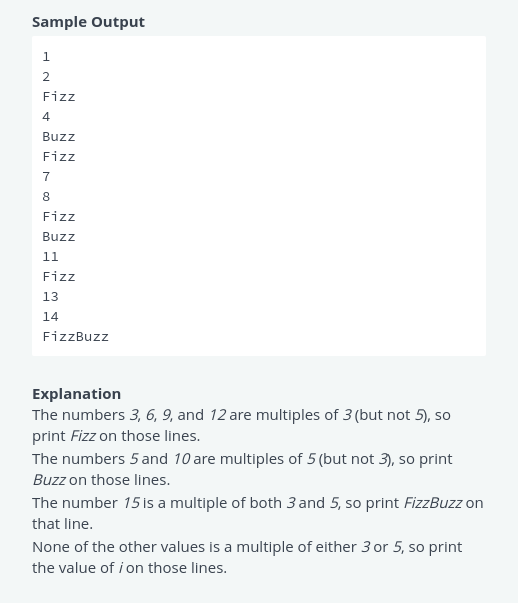 Sample Output
1
2
Fizz
4
Buzz
Fizz
7
8
Fizz
Buzz
11
Fizz
13
14
FizzBuzz
Explanation
The numbers 3, 6, 9, and 12 are multiples of 3 (but not 5), so
print Fizz on those lines.
The numbers 5 and 10 are multiples of 5 (but not 3), so print
Buzz on those lines.
The number 15 is a multiple of both 3 and 5, so print FizzBuzz on
that line.
None of the other values is a multiple of either 3 or 5, so print
the value of i on those lines.